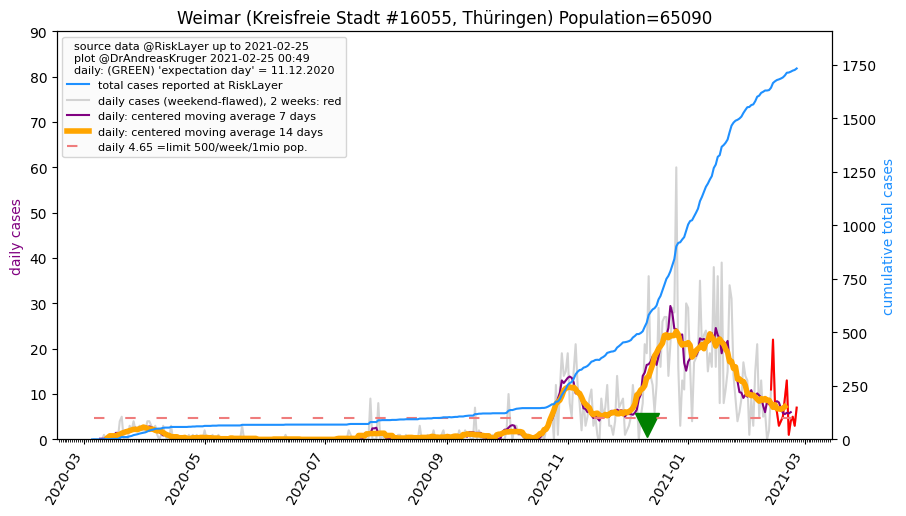 Weimar (Kreisfreie Stadt #16055, Thüringen) Population=65090
source data @RiskLayer up to 2021-02-25
plot @DrAndreasKruger 2021-02-25 00:49
daily: (GREEN) 'expectation day' = 11.12.2020
total cases reported at RiskLayer
daily cases (weekend-flawed), 2 weeks: red
daily: centered moving average 7 days
daily: centered moving average 14 days
daily 4.65 =limit 500/week/1mio pop.
daily cases
90
80
70
60
50
40
30
20
10
0
cumulative total cases
1750
1500
1250
1000
750
500
250
0
2020-03
2020-05
2020-07
2020-09
2020-11
2021-01
2021-03